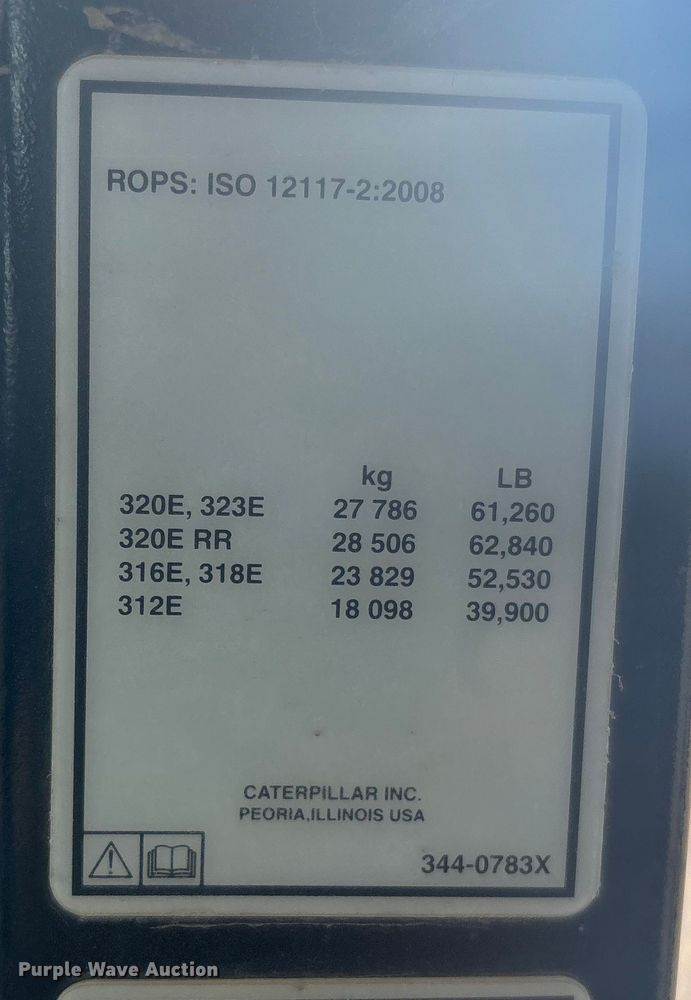 ROPS: ISO 12117-2:2008
kg LB
320E, 323E 27 786 61,260
320E RR 28 506 62,840
316E, 318E 23 829 52,530
312E 18 098 39,900
CATERPILLAR INC.
PEORIA,ILLINOIS USA
344-0783X
Purple Wave Auction